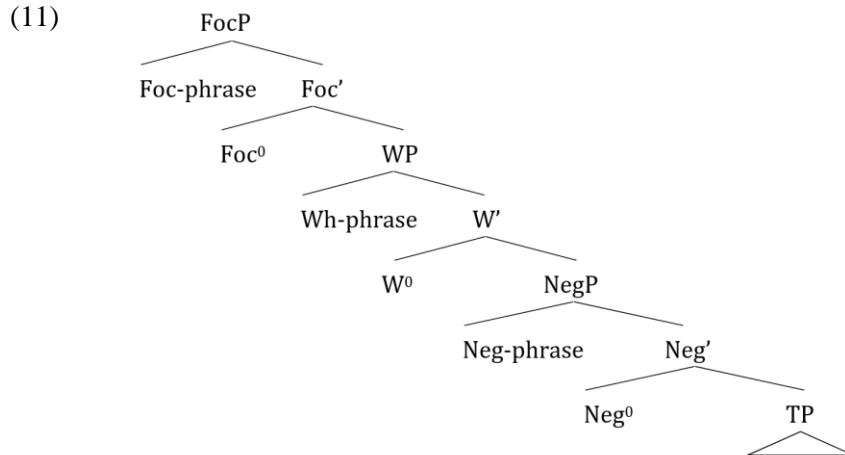 (11)
FocP
Foc-phrase Foc’
Foc⁰ WP
Wh-phrase W’
W⁰ NegP
Neg-phrase Neg’
Neg⁰ TP